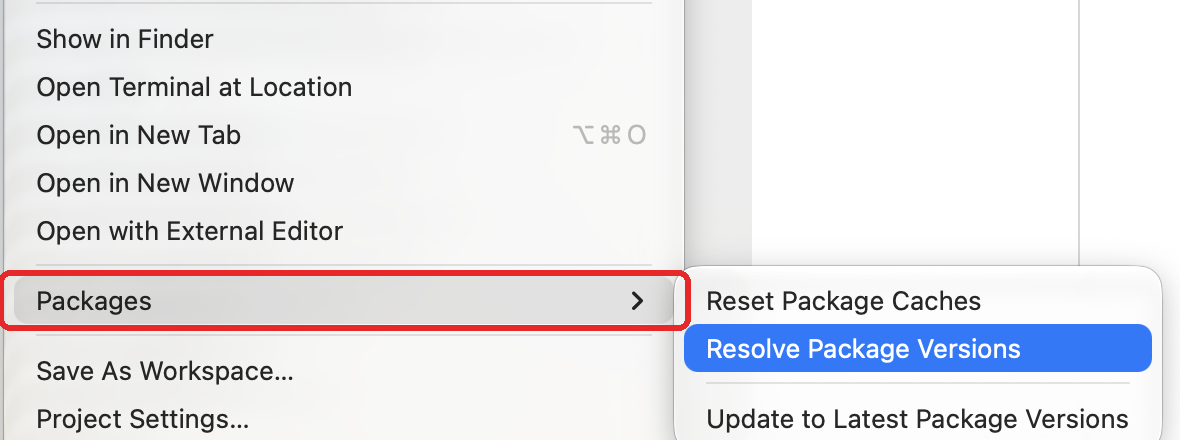 Show in Finder
Open Terminal at Location
Open in New Tab ⌥⌘O
Open in New Window
Open with External Editor
Packages
Reset Package Caches
Resolve Package Versions
Save As Workspace...
Project Settings...
Update to Latest Package Versions